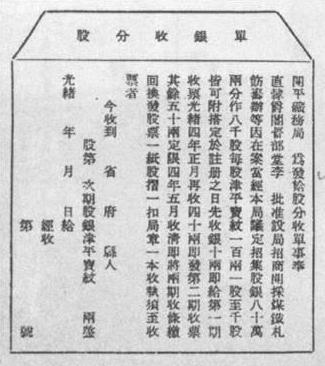 單銀收分股
開平礦務局 為發給股分收單事奉
直隸爵閣督部堂李 批准設局招商開採煤鐵札
飭籌辦等因在案當經本局議定招集股銀八十萬
兩分作八千股每股津平寶紋一百兩一股至千股
皆可附搭定於註册之日先收銀十兩即給第一期
收票光緒四年正月再收四十兩即發第二期收票
其餘五十兩定限四年五月收清即將兩期收條繳
回換發股票一紙股摺一扣局章一本收執須至收
票者
今收到 省 府 縣人
股第 次期股銀津平寶紋 兩整
光緒 年 月 日給
經收
第 號